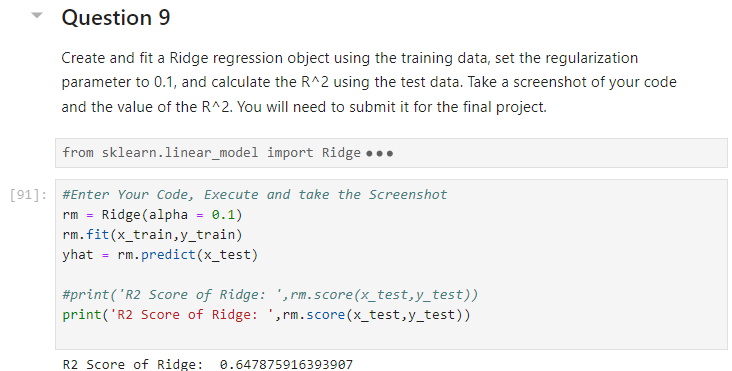 Question 9
Create and fit a Ridge regression object using the training data, set the regularization
parameter to 0.1, and calculate the R^2 using the test data. Take a screenshot of your code
and the value of the R^2. You will need to submit it for the final project.
from sklearn.linear_model import Ridge •••
[91]: #Enter Your Code, Execute and take the Screenshot
rm = Ridge(alpha = 0.1)
rm.fit(x_train,y_train)
yhat = rm.predict(x_test)
#print('R2 Score of Ridge: ',rm.score(x_test,y_test))
print('R2 Score of Ridge: ',rm.score(x_test,y_test))
R2 Score of Ridge:  0.647875916393907